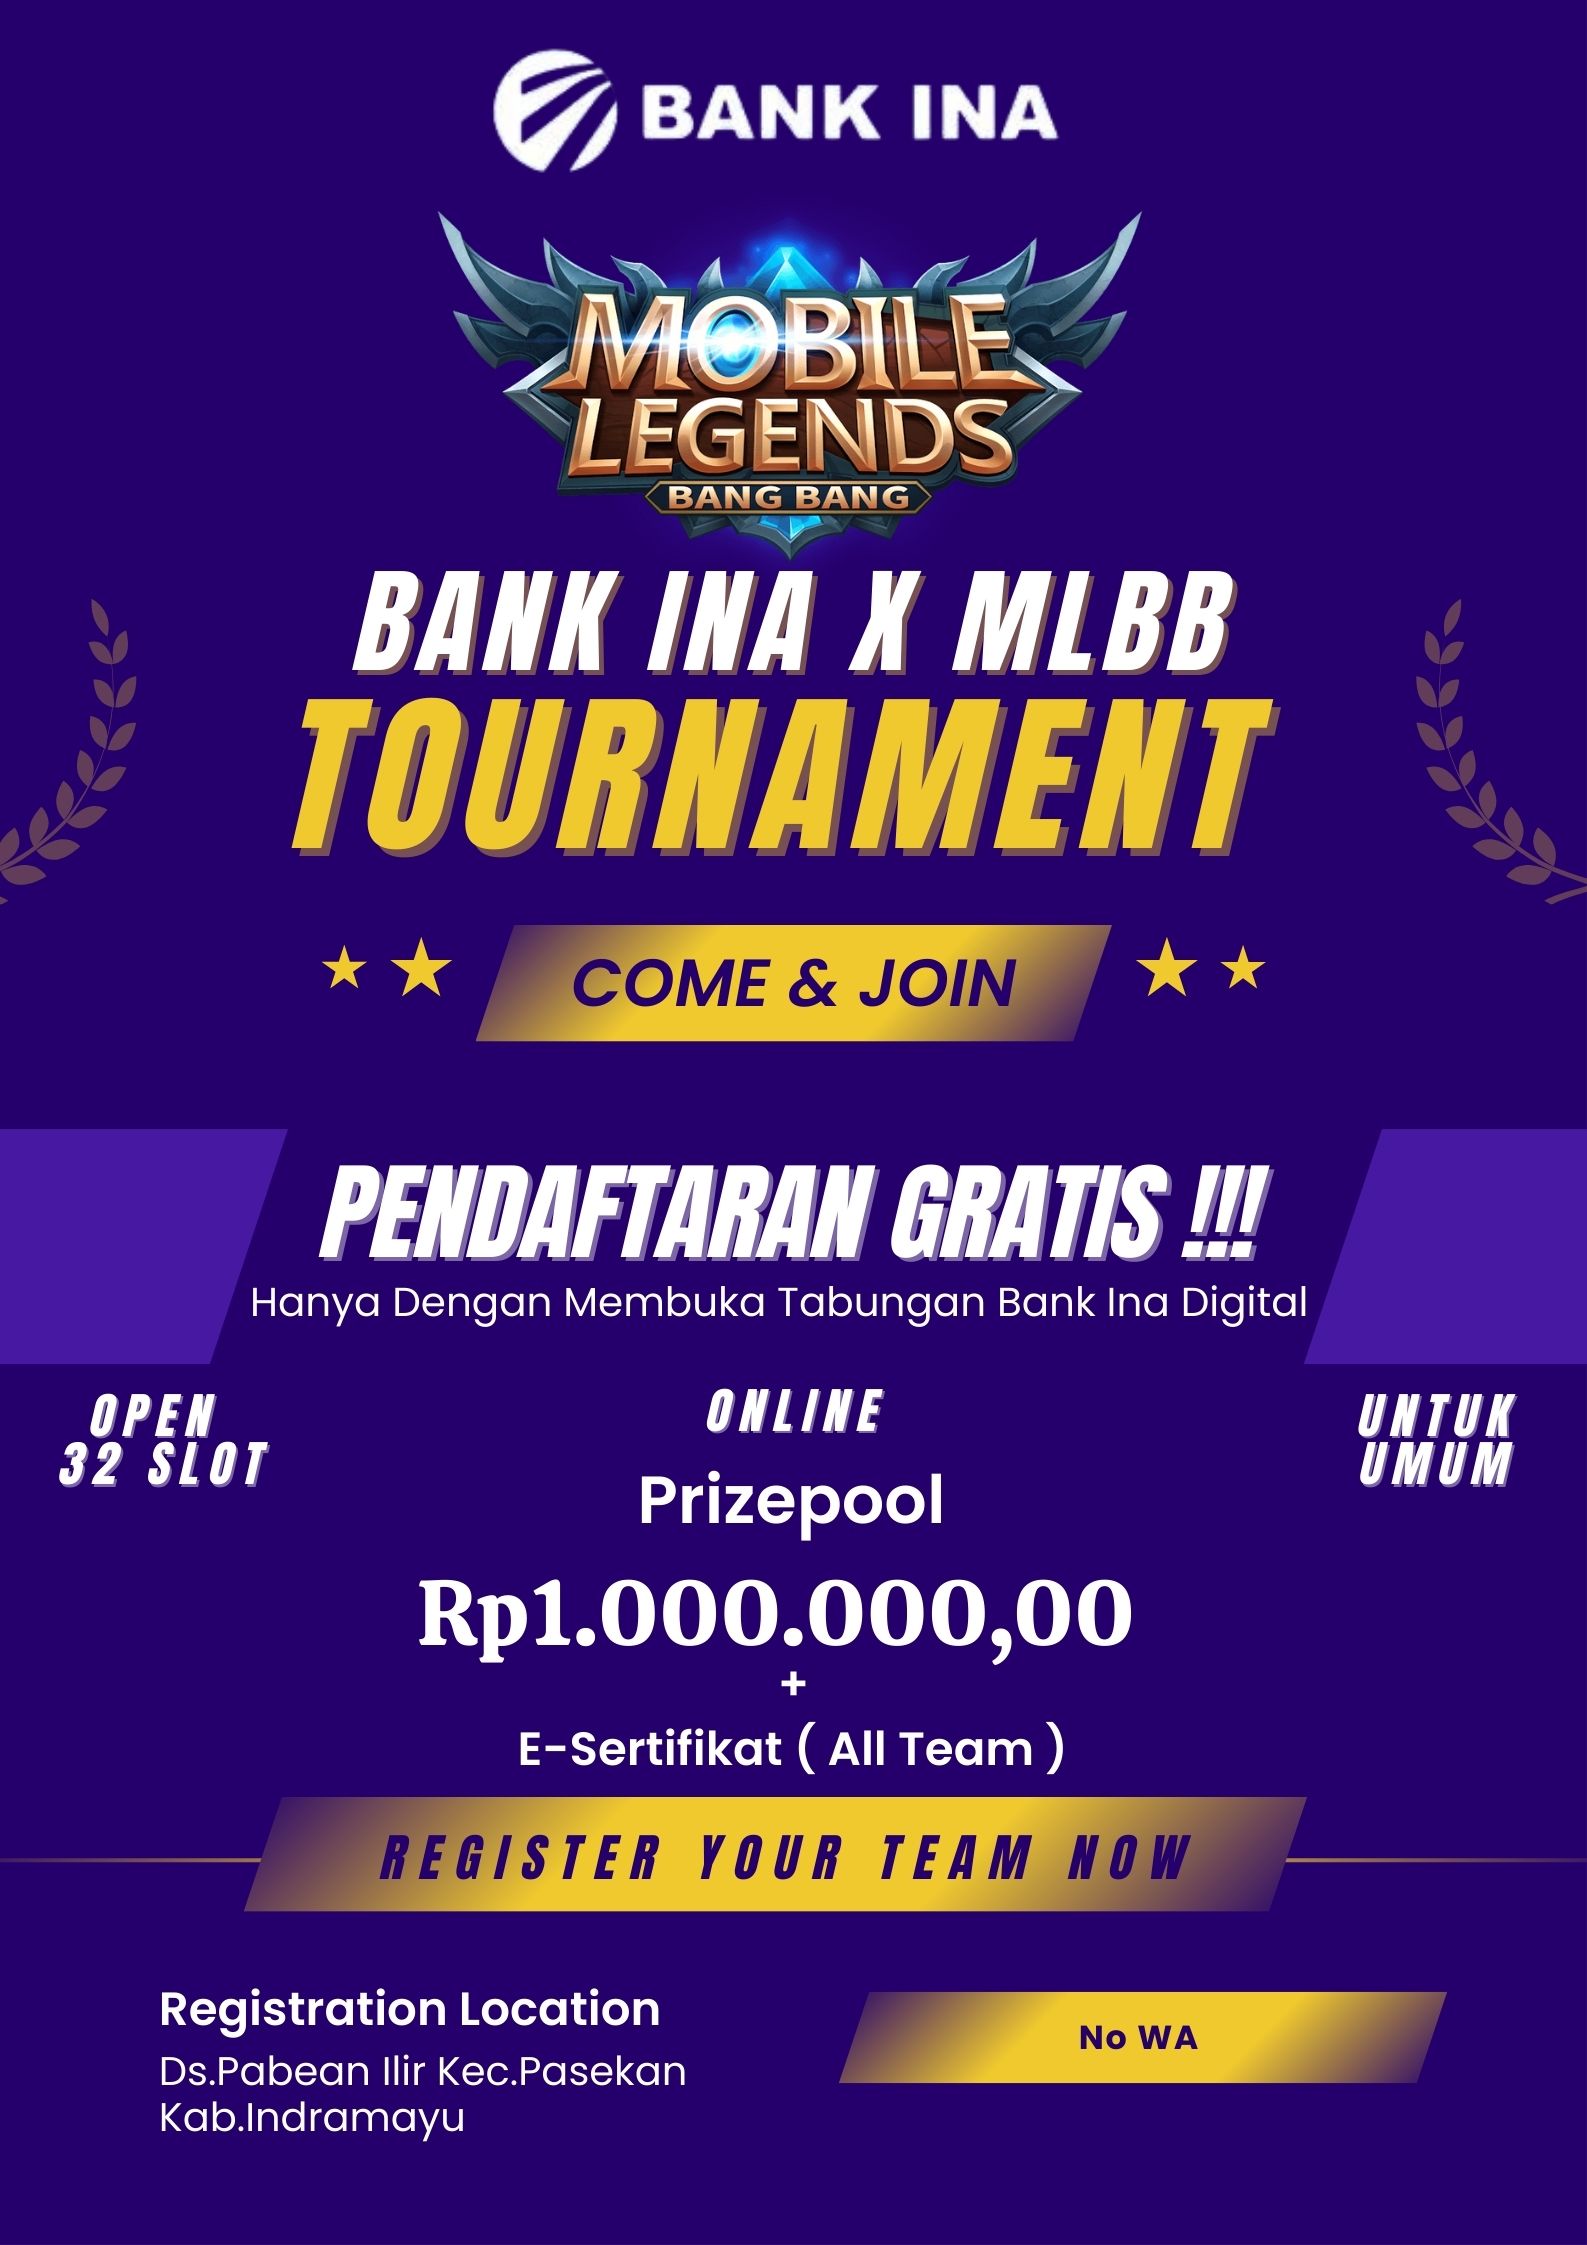 BANK INA
MOBILE
LEGENDS
BANG BANG
BANK INA X MLBB
TOURNAMENT
COME & JOIN
PENDAFTARAN GRATIS !!!
Hanya Dengan Membuka Tabungan Bank Ina Digital
OPEN
32 SLOT
ONLINE
UNTUK
UMUM
Prizepool
Rp1.000.000,00
+
E-Sertifikat ( All Team )
REGISTER YOUR TEAM NOW
Registration Location
Ds.Pabean Ilir Kec.Pasekan
Kab.Indramayu
No WA